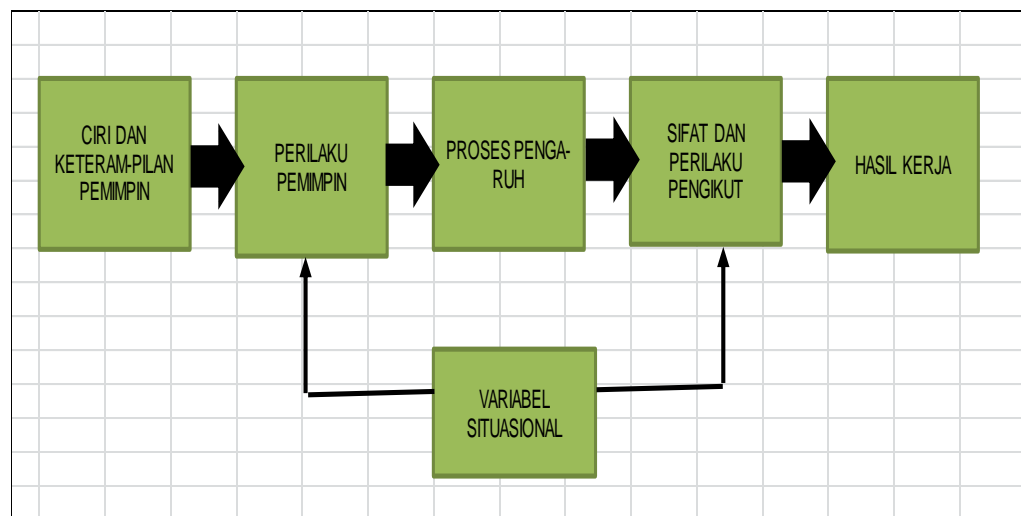 CIRI DAN
KETERAM-PILAN
PEMIMPIN
PERILAKU
PEMIMPIN
PROSES PENGA-
RUH
SIFAT DAN
PERILAKU
PENGIKUT
HASIL KERJA
VARIABEL
SITUASIONAL